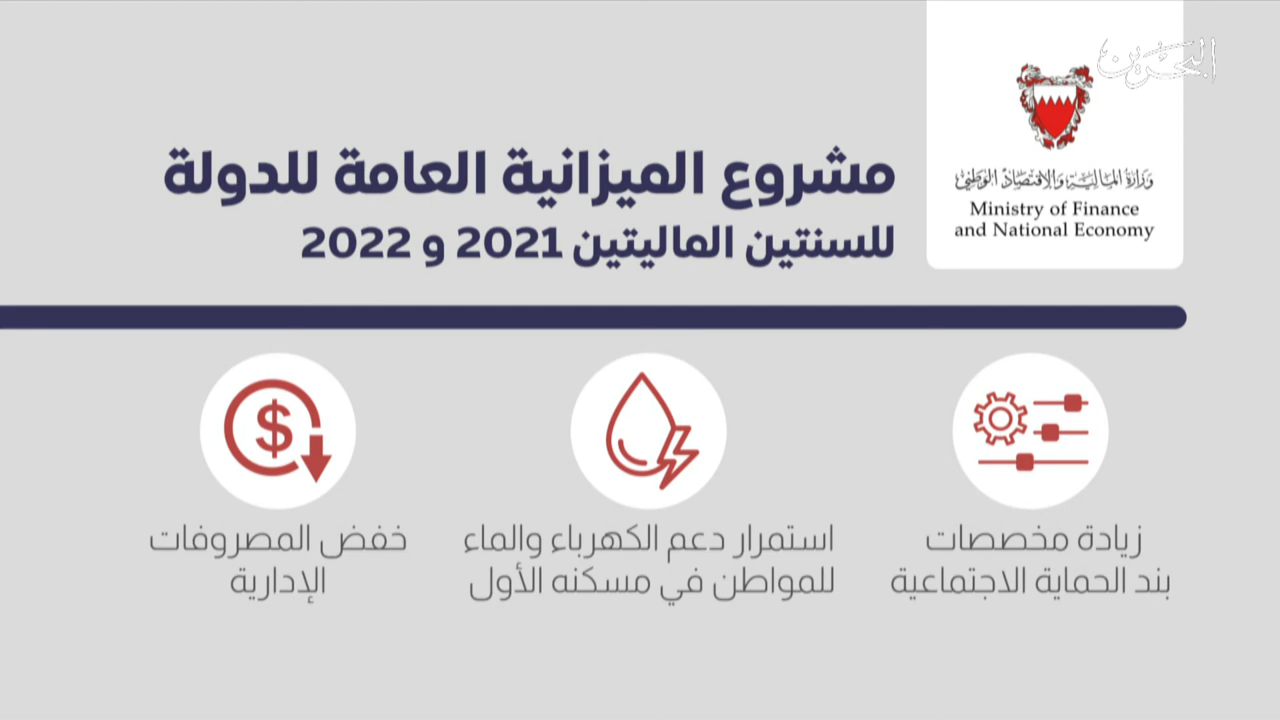 البحرين
وزارة المالية والاقتصاد الوطني
Ministry of Finance
and National Economy
مشروع الميزانية العامة للدولة
للسنتين الماليتين 2021 و 2022
زيادة مخصصات
بند الحماية الاجتماعية
استمرار دعم الكهرباء والماء
للمواطن في مسكنه الأول
خفض المصروفات
الإدارية
$